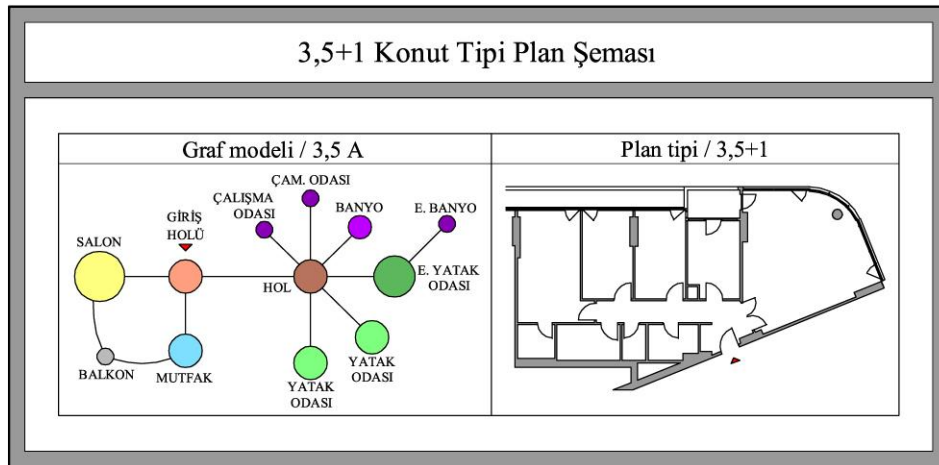 3,5+1 Konut Tipi Plan Şeması
Graf modeli / 3,5 A
Plan tipi / 3,5+1
ÇAM. ODASI
ÇALIŞMA
ODASI
BANYO
E. BANYO
GİRİŞ
HOLÜ
SALON
HOL
E. YATAK
ODASI
BALKON
MUTFAK
YATAK
ODASI
YATAK
ODASI